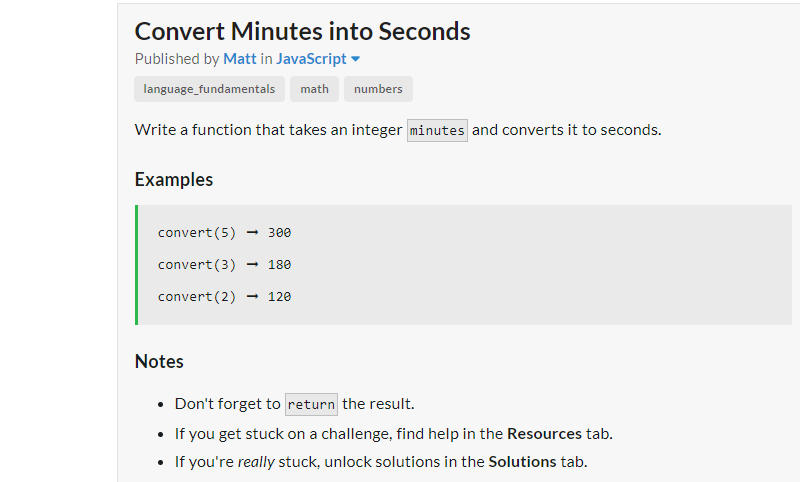 Convert Minutes into Seconds
Published by Matt in JavaScript
language_fundamentals math numbers
Write a function that takes an integer minutes and converts it to seconds.
Examples
convert(5) ➞ 300
convert(3) ➞ 180
convert(2) ➞ 120
Notes
• Don't forget to return the result.
• If you get stuck on a challenge, find help in the Resources tab.
• If you're really stuck, unlock solutions in the Solutions tab.